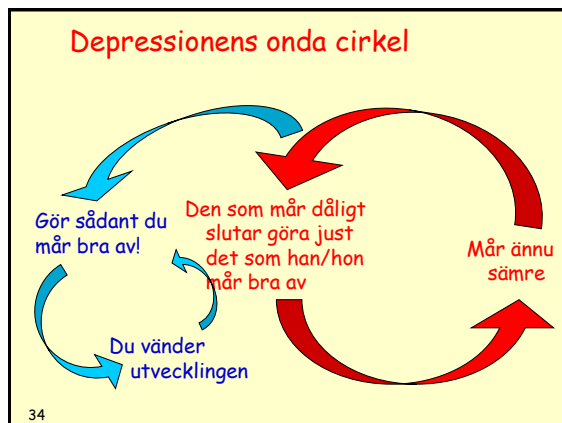 Depressionens onda cirkel
Gör sådant du
mår bra av!
Den som mår dåligt
slutar göra just
det som han/hon
mår bra av
Mår ännu
sämre
Du vänder
utvecklingen
34